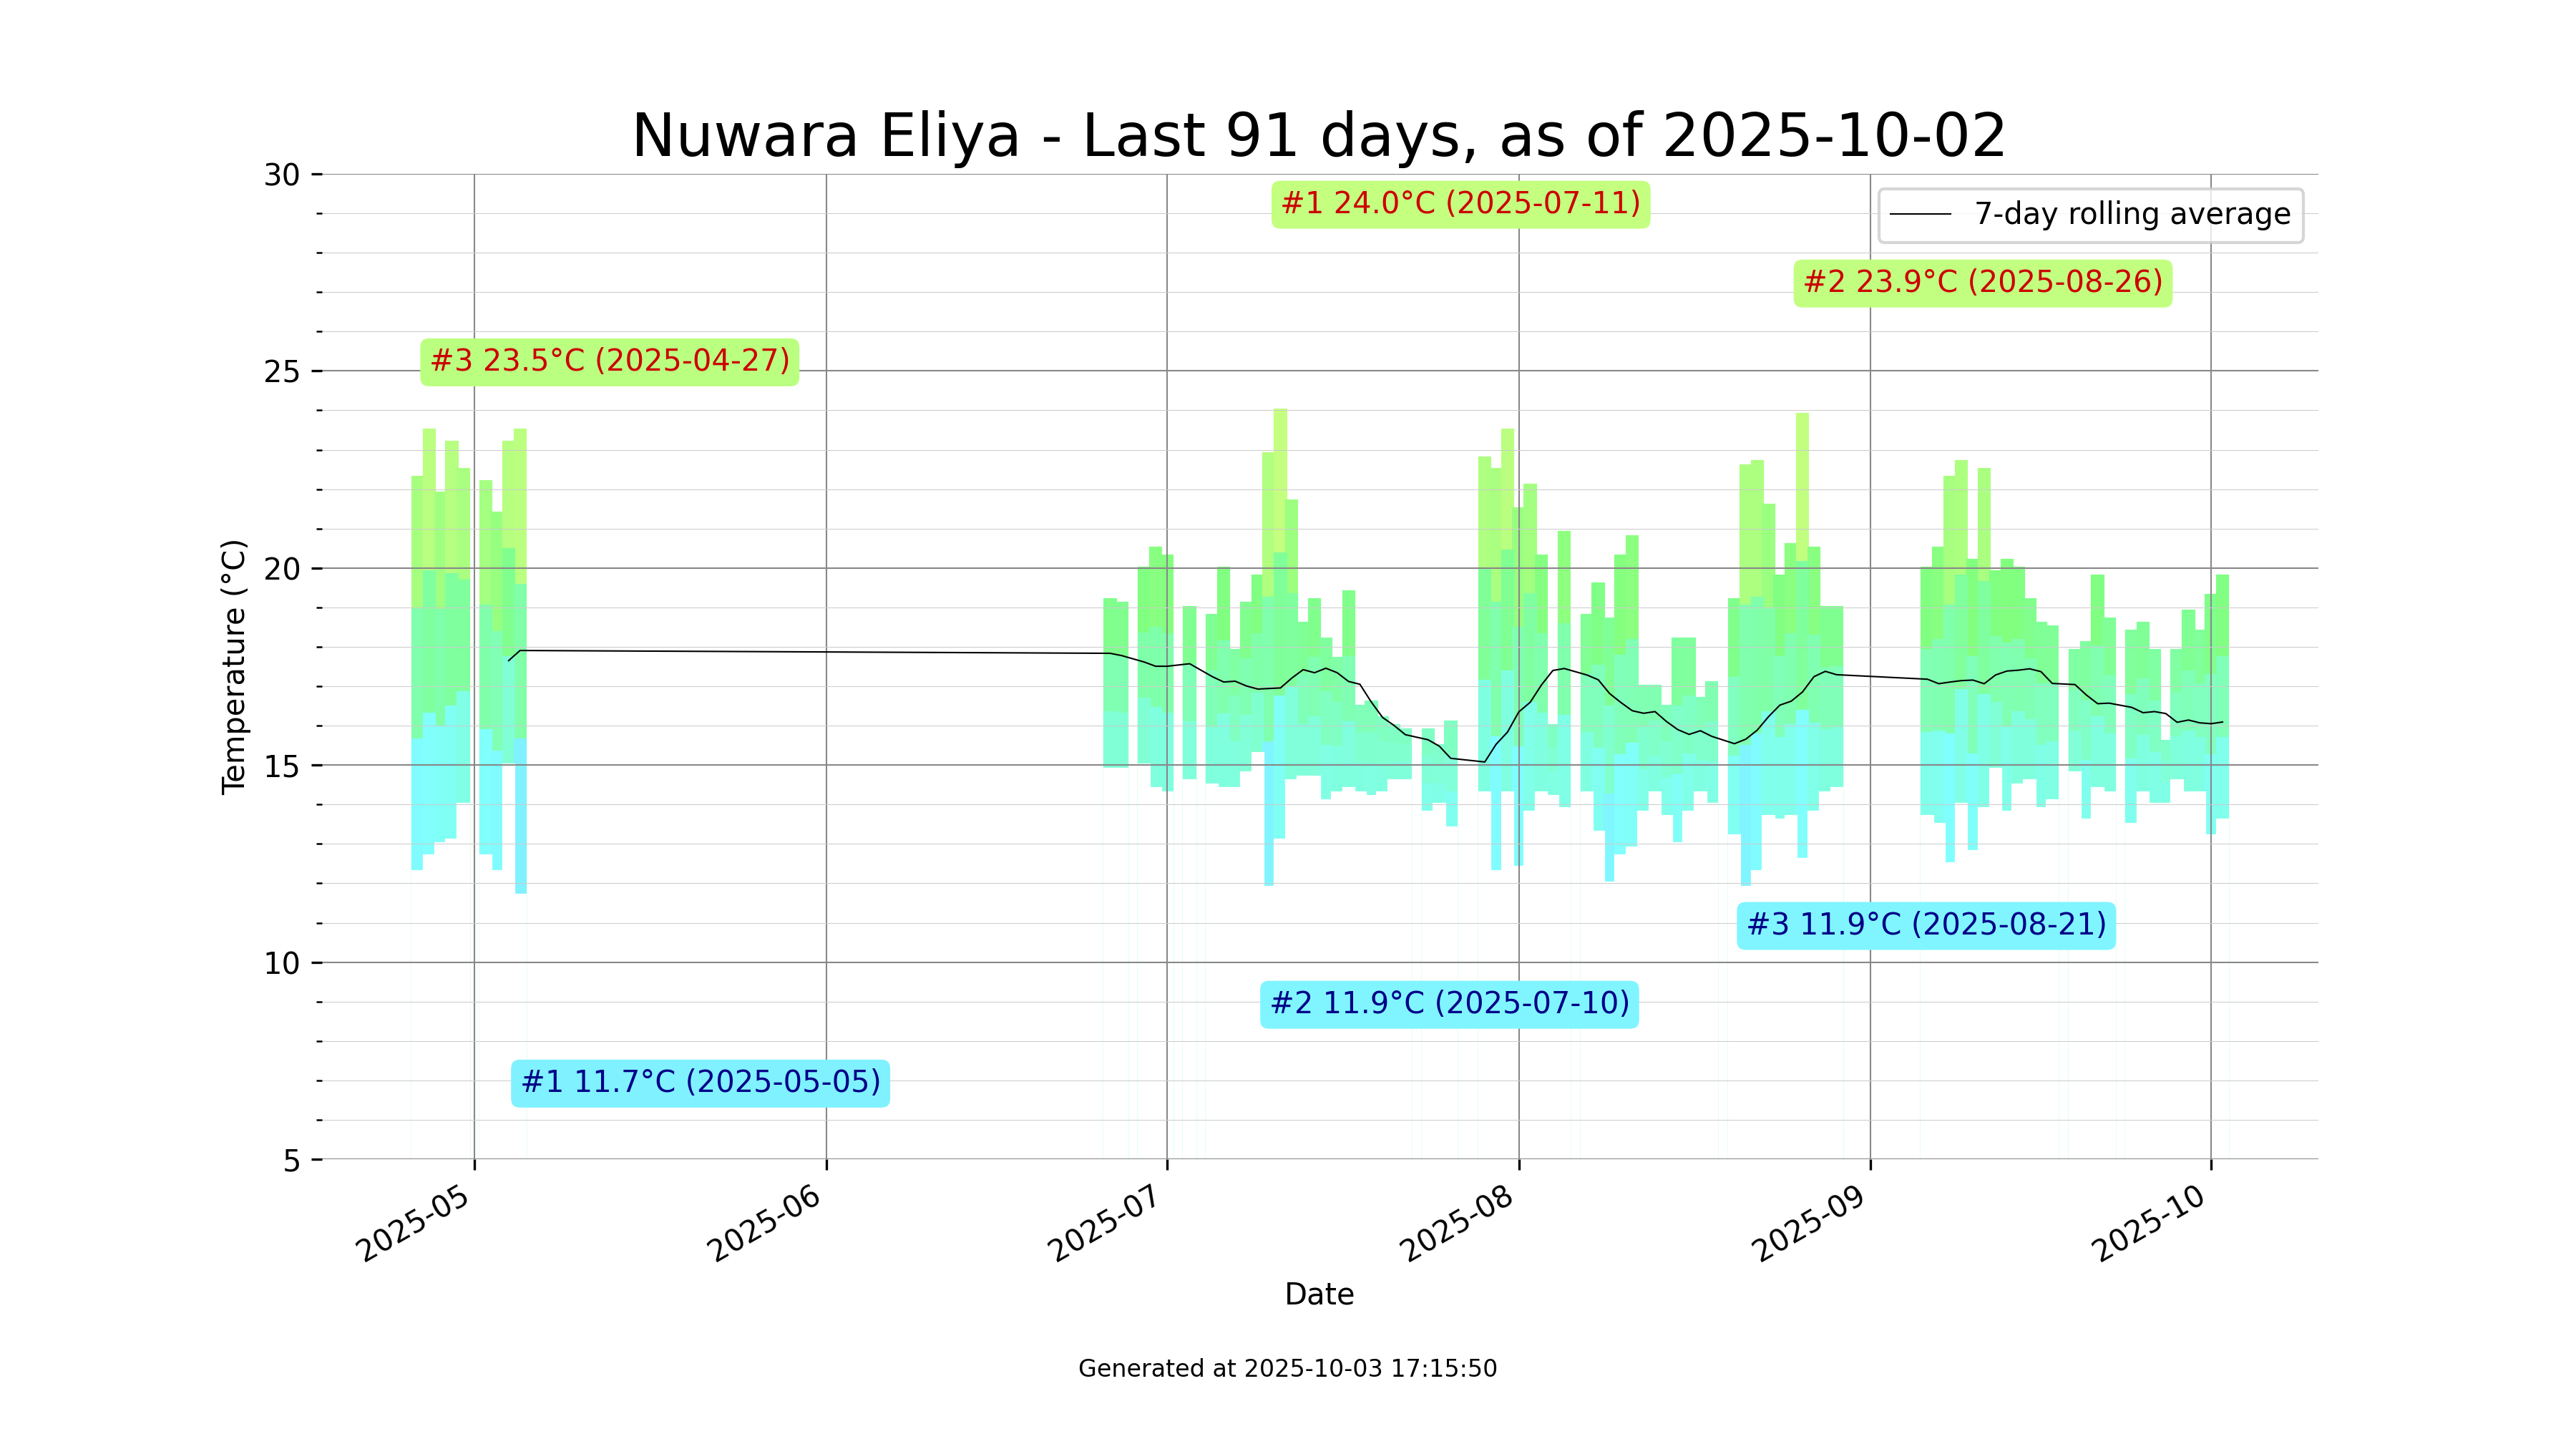 Nuwara Eliya - Last 91 days, as of 2025-10-02
30
25
20
15
10
5
Temperature (°C)
#1 24.0°C (2025-07-11)
7-day rolling average
#2 23.9°C (2025-08-26)
#3 23.5°C (2025-04-27)
#3 11.9°C (2025-08-21)
#2 11.9°C (2025-07-10)
#1 11.7°C (2025-05-05)
2025-05
2025-06
2025-07
2025-08
2025-09
2025-10
Date
Generated at 2025-10-03 17:15:50